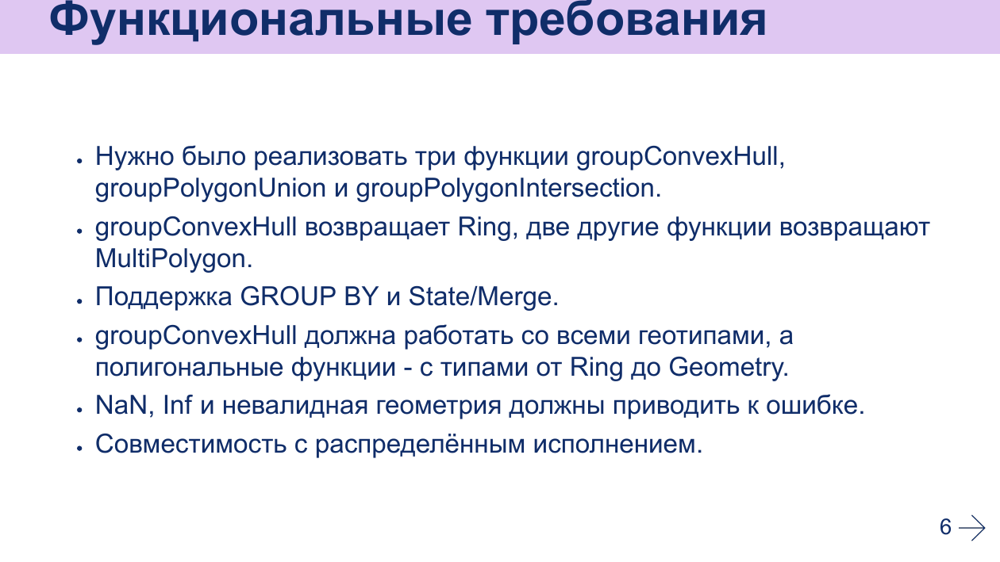 Функциональные требования
• Нужно было реализовать три функции groupConvexHull,
groupPolygonUnion и groupPolygonIntersection.
• groupConvexHull возвращает Ring, две другие функции возвращают
MultiPolygon.
• Поддержка GROUP BY и State/Merge.
• groupConvexHull должна работать со всеми геотипами, а
полигональные функции - с типами от Ring до Geometry.
• NaN, Inf и невалидная геометрия должны приводить к ошибке.
• Совместимость с распределённым исполнением.
6